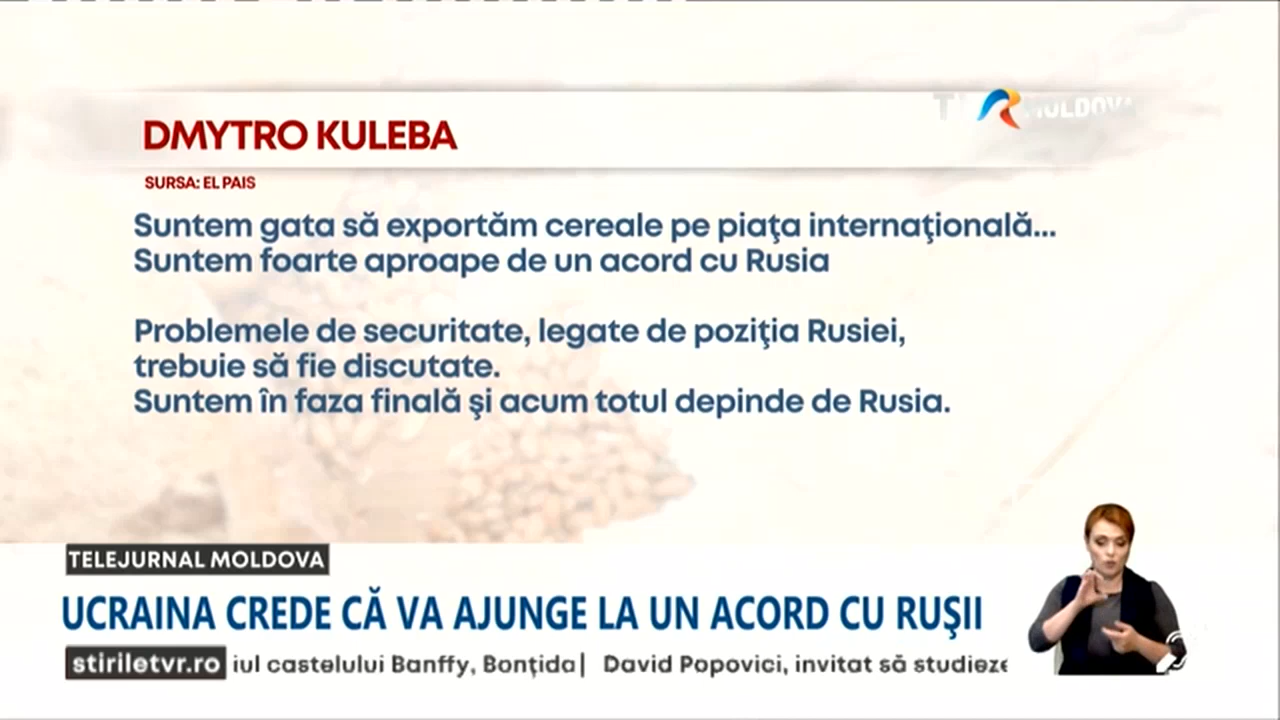 DMYTRO KULEBA
TVR MOLDOVA
SURSA: EL PAIS
Suntem gata să exportăm cereale pe piaţa internaţională...
Suntem foarte aproape de un acord cu Rusia
Problemele de securitate, legate de poziţia Rusiei,
trebuie să fie discutate.
Suntem în faza finală şi acum totul depinde de Rusia.
TELEJURNAL MOLDOVA
UCRAINA CREDE CĂ VA AJUNGE LA UN ACORD CU RUŞII
stiriletvr.ro iul castelului Banffy, Bonţida| David Popovici, invitat să studieze